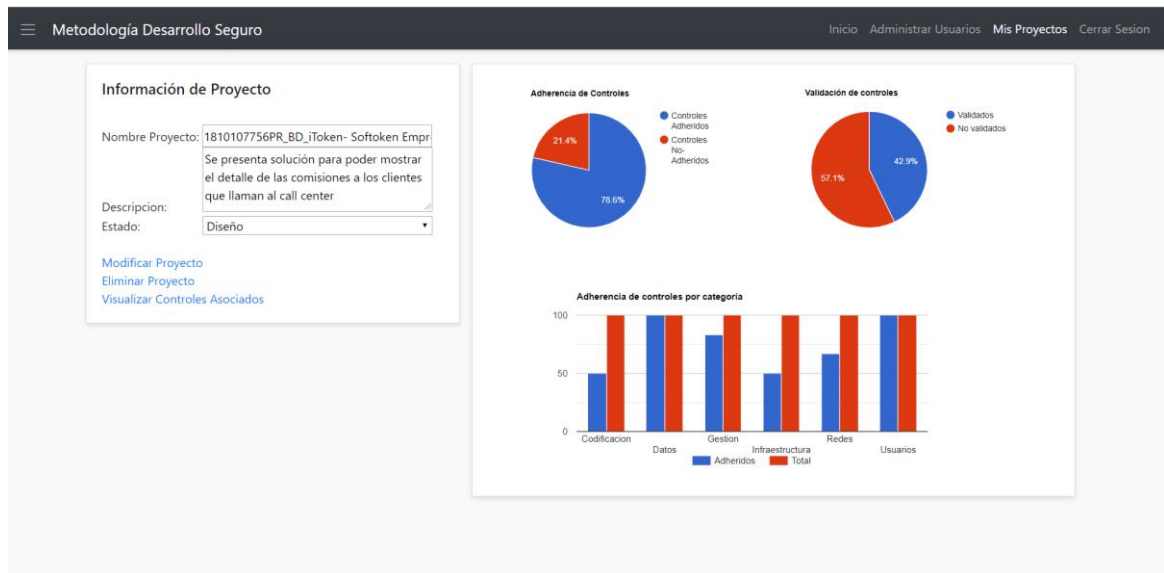 Metodología Desarrollo Seguro
Inicio Administrar Usuarios Mis Proyectos Cerrar Sesion
Información de Proyecto
Nombre Proyecto: 1810107756PR_BD_iToken- Softoken Empr
Se presenta solución para poder mostrar
el detalle de las comisiones a los clientes
que llaman al call center
Descripcion:
Estado: Diseño
Modificar Proyecto
Eliminar Proyecto
Visualizar Controles Asociados
Adherencia de Controles
21.4%
78.6%
Controles
Adheridos
Controles
No-
Adheridos
Validación de controles
42.9%
57.1%
Validados
No validados
Adherencia de controles por categoría
100
50
0
Codificacion
Datos
Gestion
Infraestructura
Redes
Usuarios
Adheridos Total